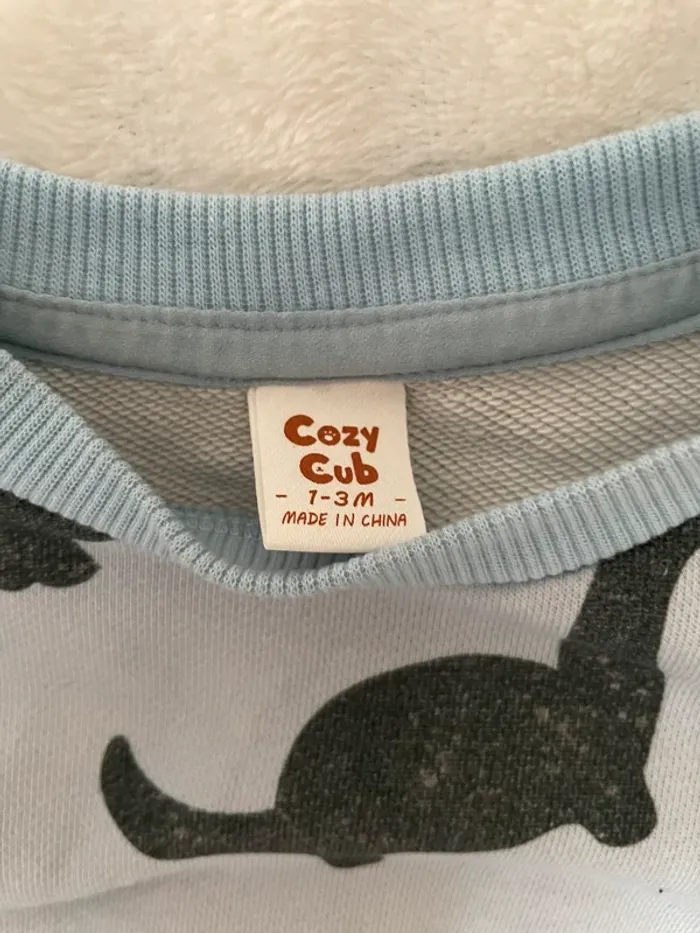 Cozy
Cub
- 1-3M -
MADE IN CHINA